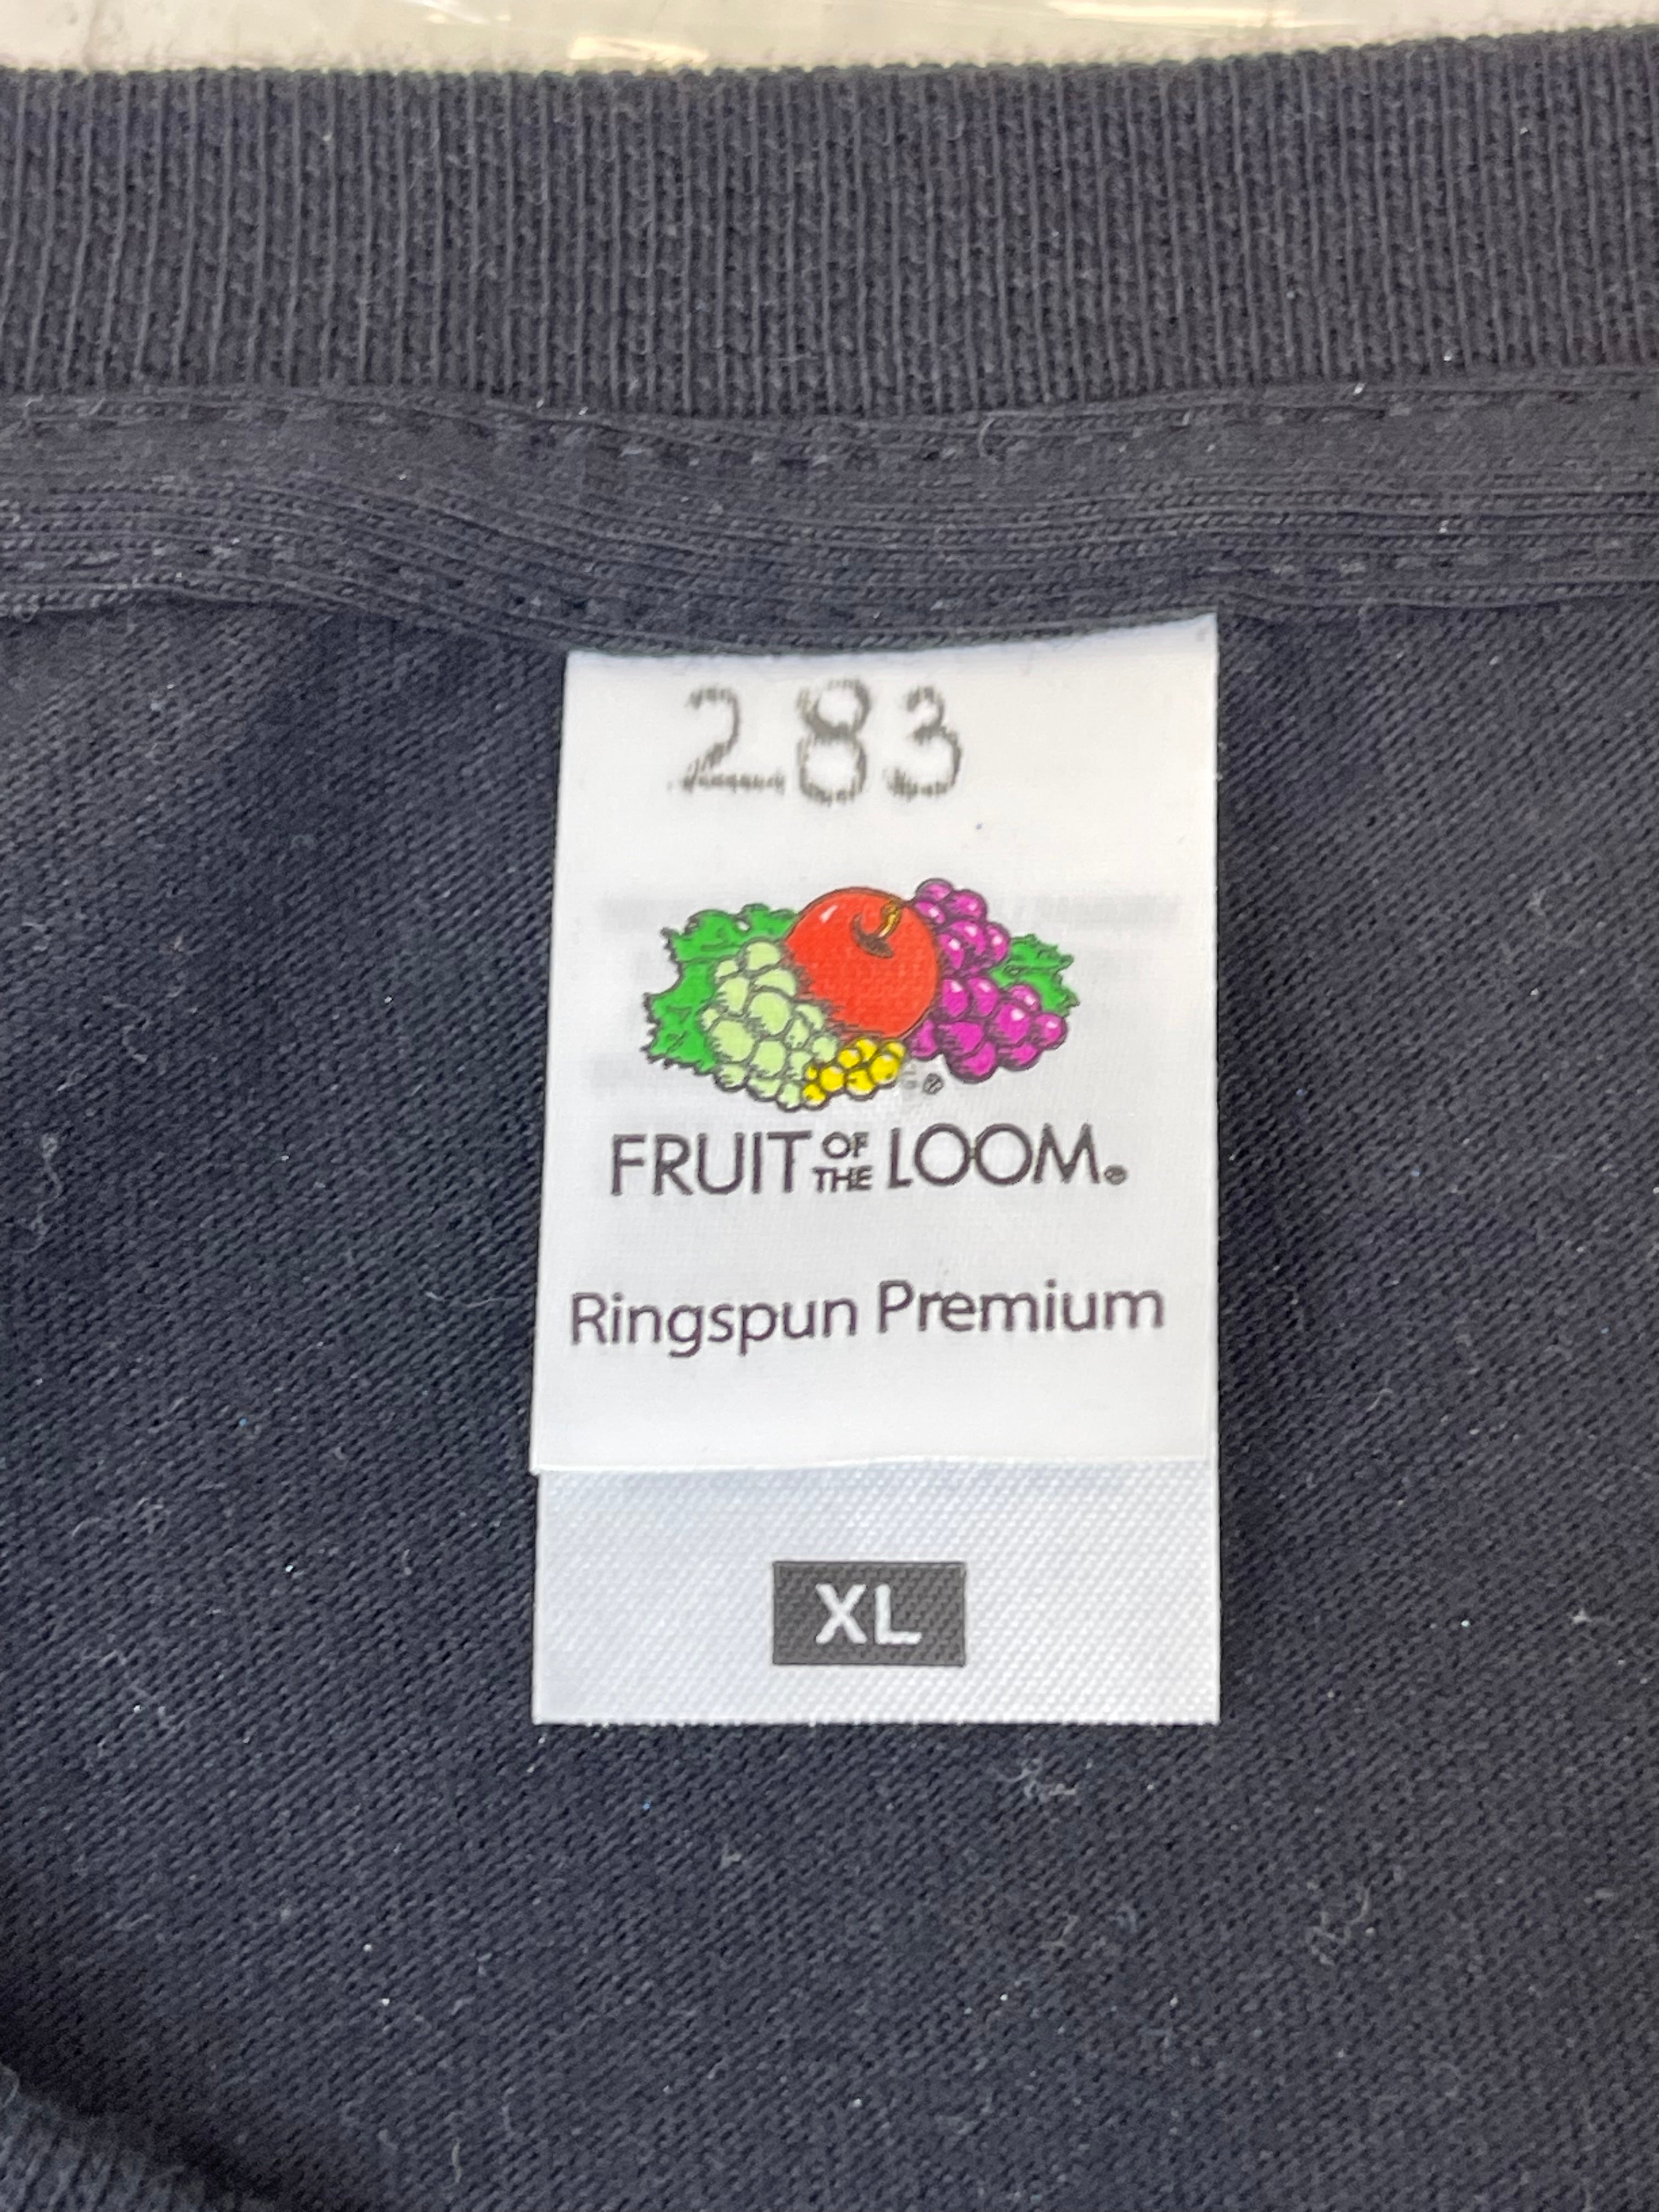 283
FRUIT OF THE LOOM®
Ringspun Premium
XL